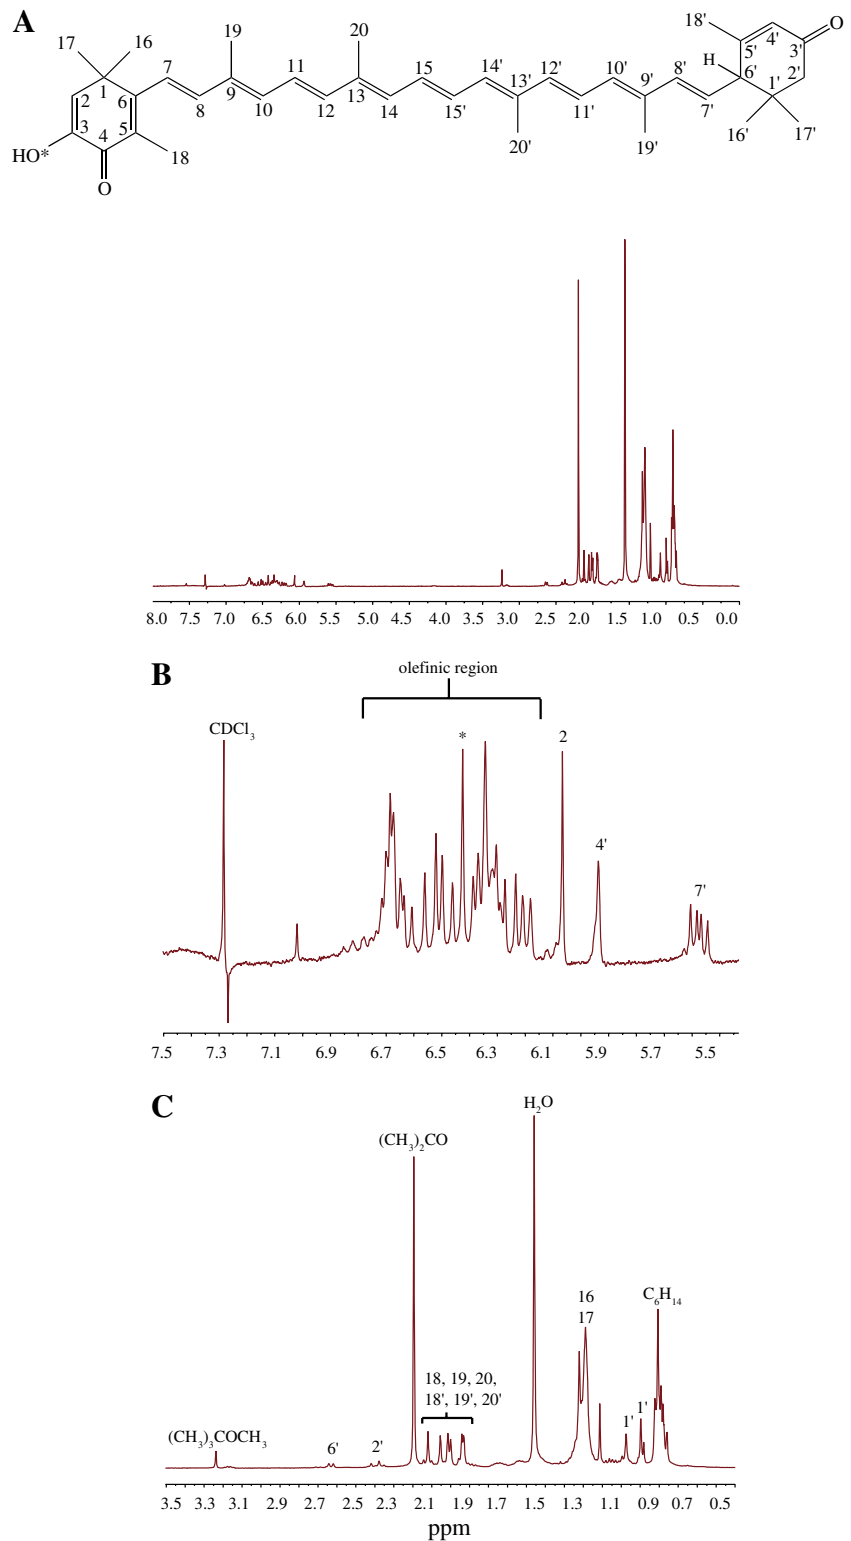 A
17
16
19
20
18'
O
7
11
15
14'
12'
10'
8'
5'
4'
3'
H
6'
2'
2
1
6
8
9
10
12
13
14
15'
13'
11'
9'
7'
1'
3
4
5
HO*
18
O
20'
19'
16'
17'
8.0 7.5 7.0 6.5 6.0 5.5 5.0 4.5 4.0 3.5 3.0 2.5 2.0 1.5 1.0 0.5 0.0
B
olefinic region
CDCl3
*
2
4'
7'
7.5 7.3 7.1 6.9 6.7 6.5 6.3 6.1 5.9 5.7 5.5
C
H2O
(CH3)2CO
16
17
C6H14
18, 19, 20,
18', 19', 20'
(CH3)3COCH3
6'
2'
1'
1'
3.5 3.3 3.1 2.9 2.7 2.5 2.3 2.1 1.9 1.7 1.5 1.3 1.1 0.9 0.7 0.5
ppm